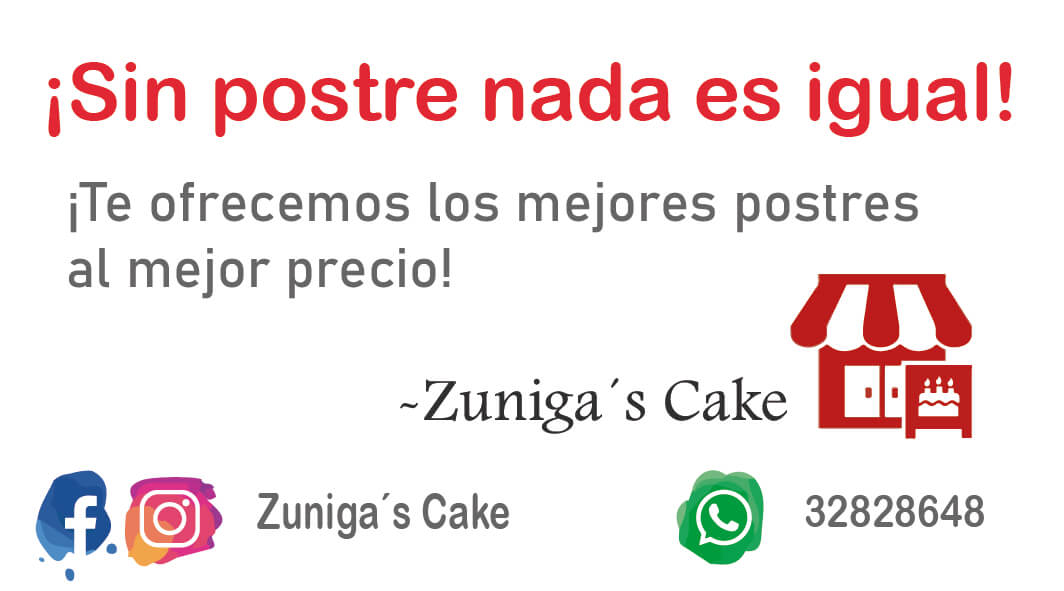 ¡Sin postre nada es igual!
¡Te ofrecemos los mejores postres
al mejor precio!
~Zuniga´s Cake
Zuniga´s Cake
32828648